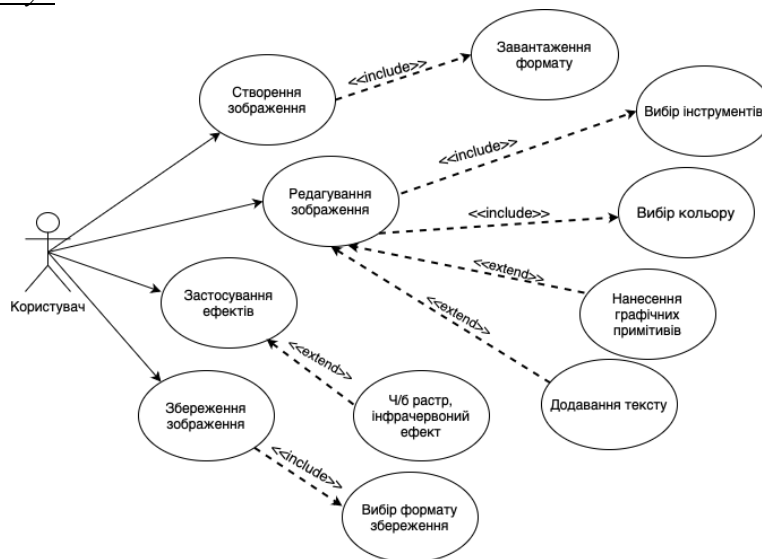 Завантаження
формату
<<include>>
Створення
зображення
Вибір інструментів
<<include>>
Редагування
зображення
<<include>>
Вибір кольору
<<extend>>
Користувач
Застосування
ефектів
<<extend>>
Нанесення
графічних
примітивів
<<extend>>
Збереження
зображення
Ч/б растр,
інфрачервоний
ефект
Додавання тексту
<<include>>
Вибір формату
збереження